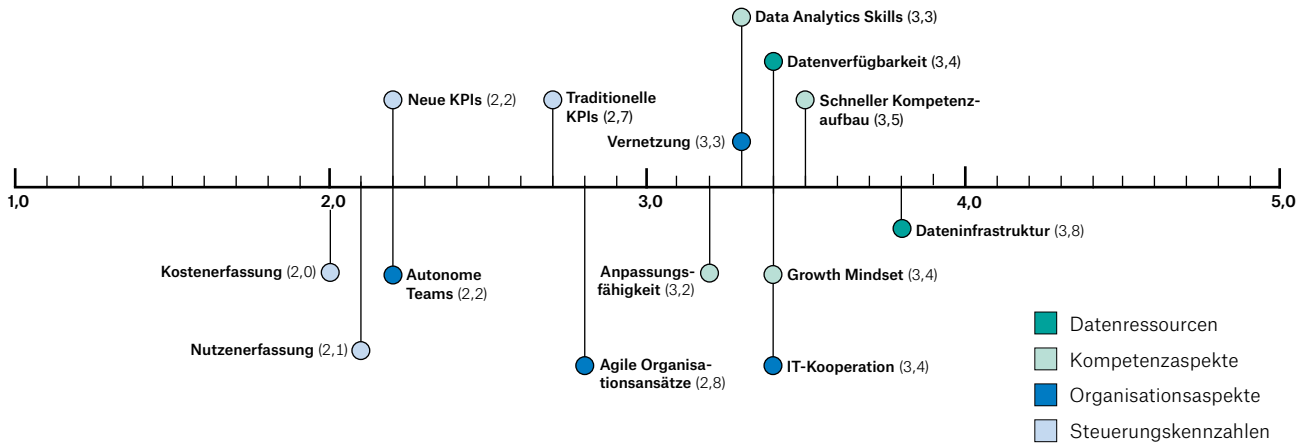 Data Analytics Skills (3,3)
Datenverfügbarkeit (3,4)
Neue KPIs (2,2)
Traditionelle
KPIs (2,7)
Schneller Kompetenz-
aufbau (3,5)
Vernetzung (3,3)
1,0
2,0
3,0
4,0
5,0
Dateninfrastruktur (3,8)
Kostenerfassung (2,0)
Autonome
Teams (2,2)
Anpassungs-
fähigkeit (3,2)
Growth Mindset (3,4)
Nutzenerfassung (2,1)
Agile Organisa-
tionsansätze (2,8)
IT-Kooperation (3,4)
Datenressourcen
Kompetenzaspekte
Organisationsaspekte
Steuerungskennzahlen